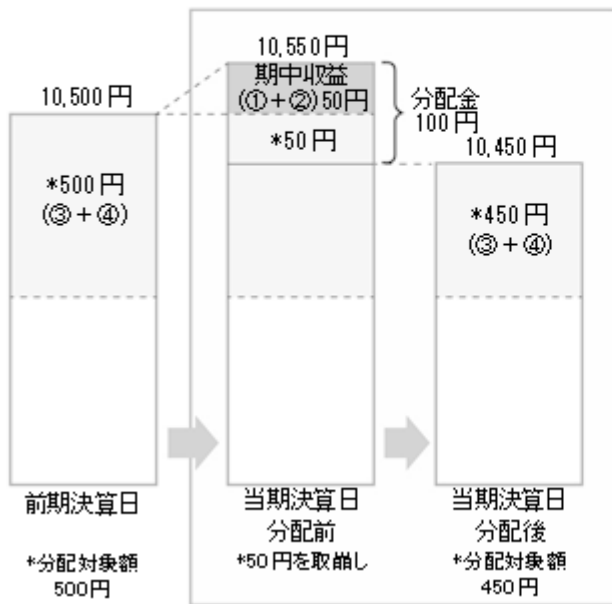 10,500円
*500円
(③+④)
前期決算日
*分配対象額
500円
10,550円
期中収益
(①+②)50円
*50円
分配金
100円
当期決算日
分配前
*50円を取崩し
10,450円
*450円
(③+④)
当期決算日
分配後
*分配対象額
450円